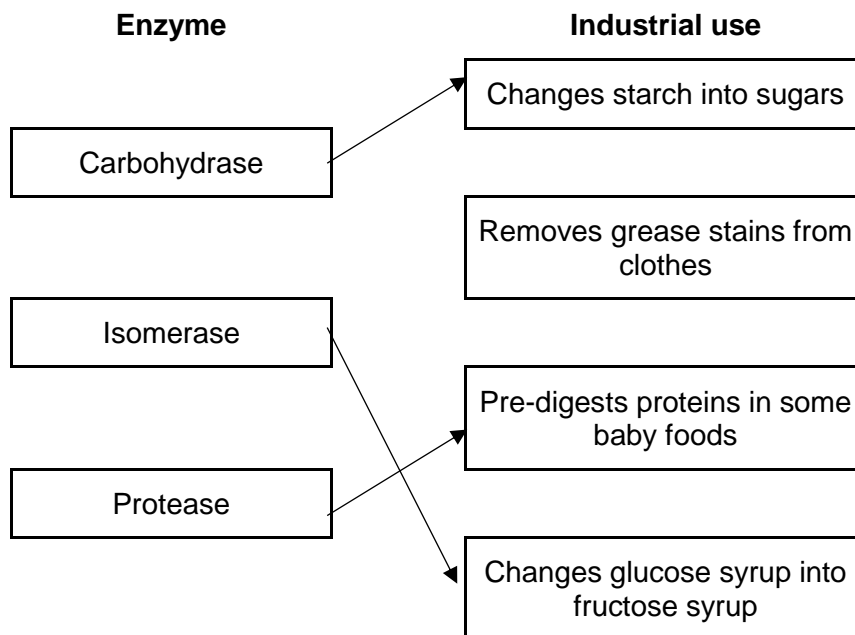 Enzyme
Industrial use
Changes starch into sugars
Carbohydrase
Removes grease stains from
clothes
Isomerase
Pre-digests proteins in some
baby foods
Protease
Changes glucose syrup into
fructose syrup